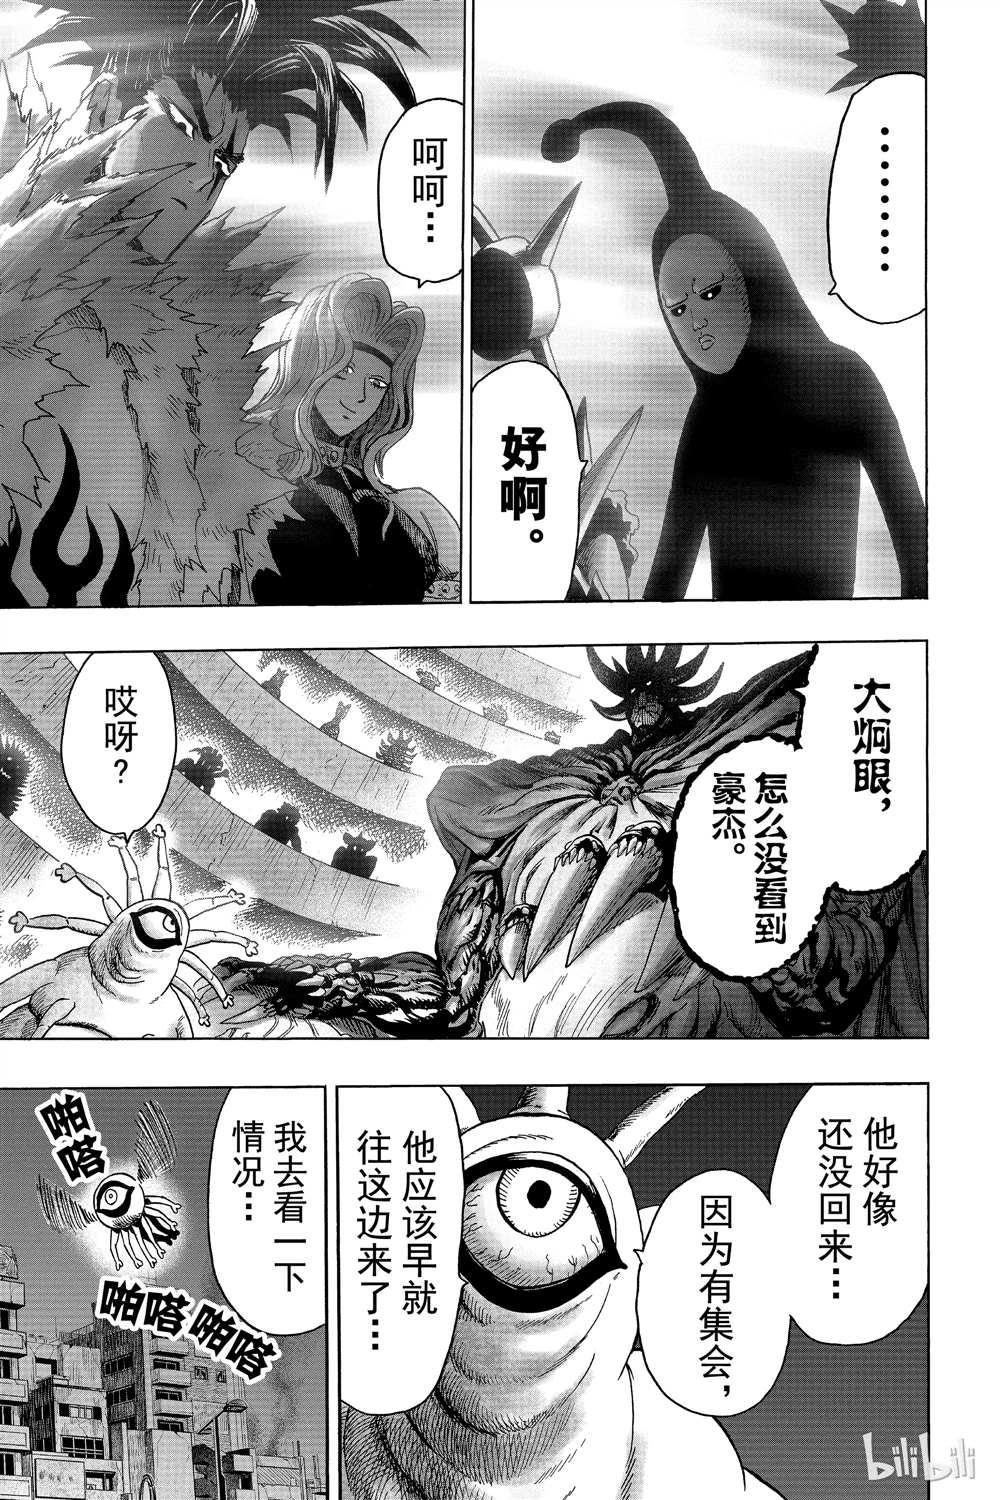 ………
好啊。
呵呵…
大炯眼，
怎么没看到
豪杰。
哎呀？
他好像
还没回来…
因为有集会，
他应该早就
往这边来了…
我去看一下
情况…
啪嗒
啪嗒啪嗒
bilibili